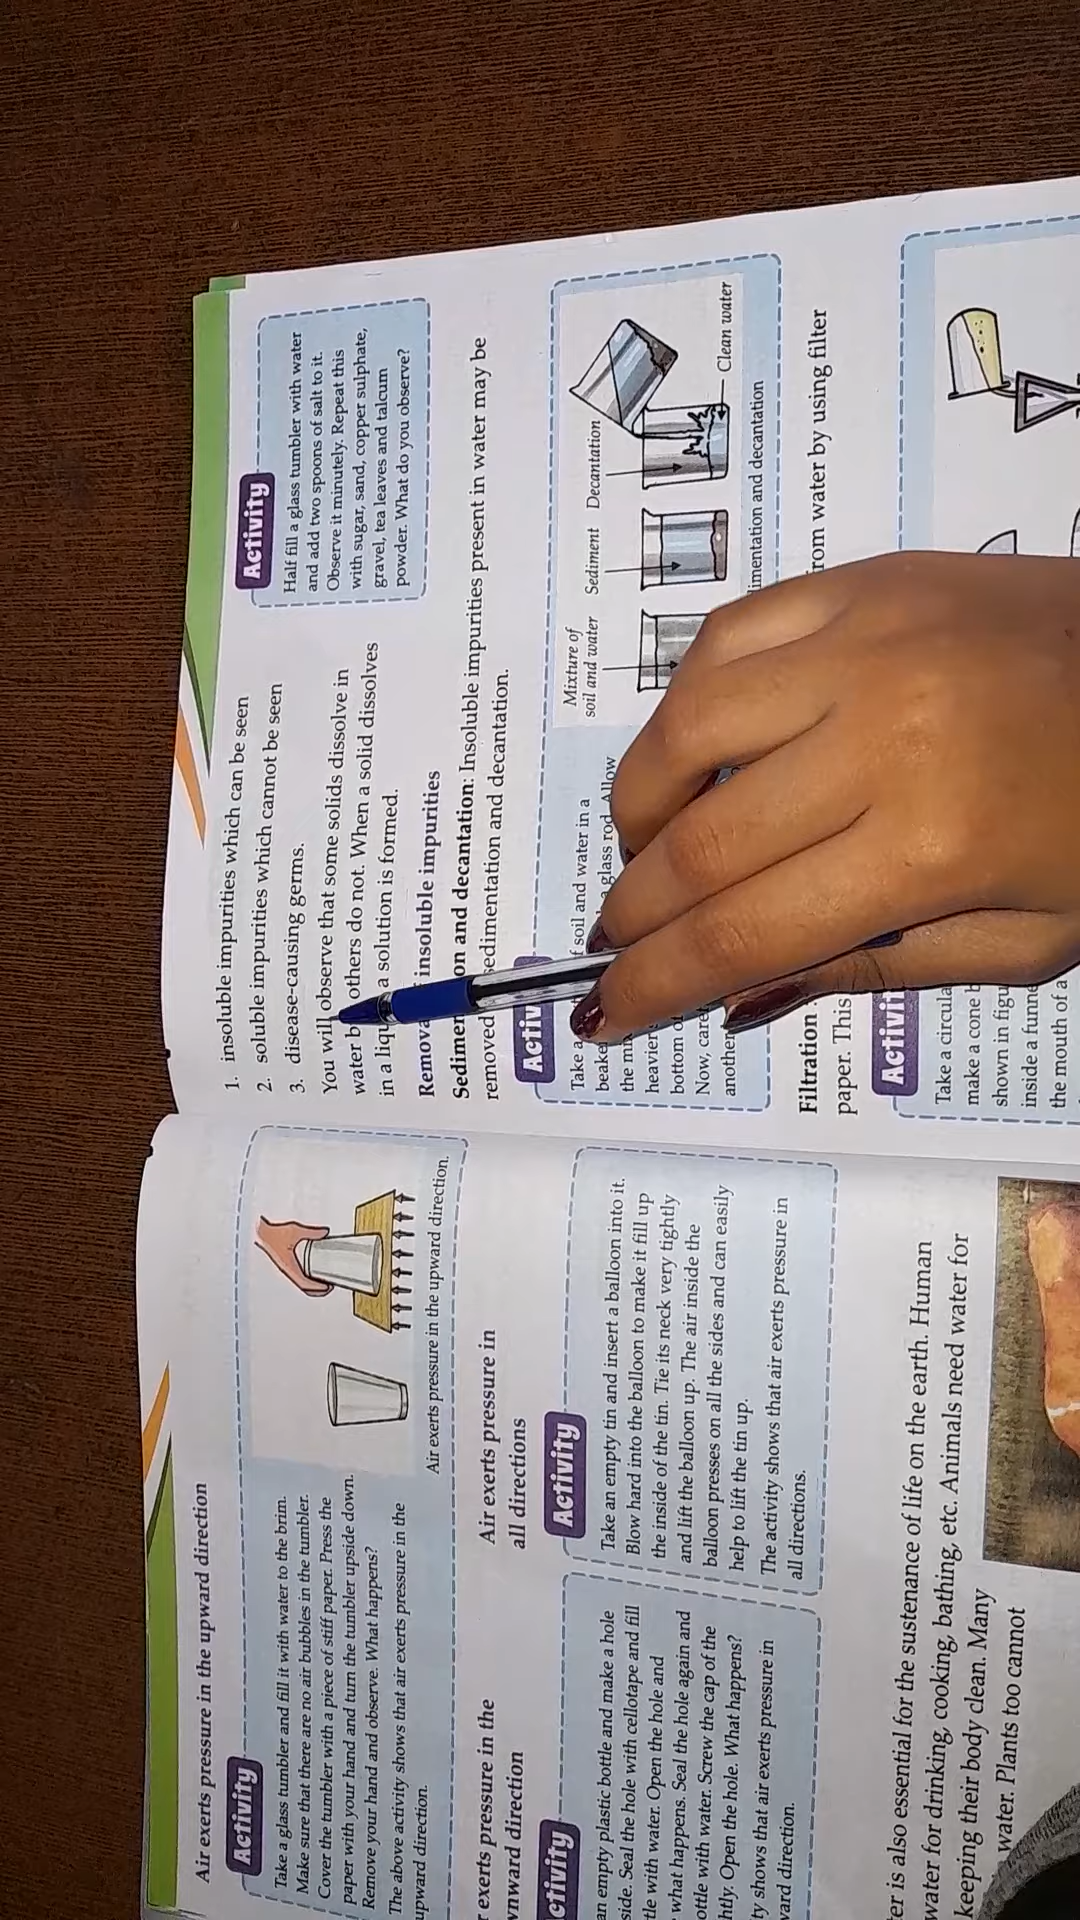 Air exerts pressure in the upward direction
Activity
Take a glass tumbler and fill it with water to the brim.
Make sure that there are no air bubbles in the tumbler.
Cover the tumbler with a piece of stiff paper. Press the
paper with your hand and turn the tumbler upside down.
Remove your hand and observe. What happens?
The above activity shows that air exerts pressure in the
upward direction.
Air exerts pressure in the upward direction.
exerts pressure in the
vnward direction
ctivity
an empty plastic bottle and make a hole
side. Seal the hole with cellotape and fill
tle with water. Open the hole and
what happens. Seal the hole again and
ottle with water. Screw the cap of the
htly. Open the hole. What happens?
ty shows that air exerts pressure in
vard direction.
Air exerts pressure in
all directions
Activity
Take an empty tin and insert a balloon into it.
Blow hard into the balloon to make it fill up
the inside of the tin. Tie its neck very tightly
and lift the balloon up. The air inside the
balloon presses on all the sides and can easily
help to lift the tin up.
The activity shows that air exerts pressure in
all directions.
er is also essential for the sustenance of life on the earth. Human
water for drinking, cooking, bathing, etc. Animals need water for
keeping their body clean. Many
water. Plants too cannot
1. insoluble impurities which can be seen
2. soluble impurities which cannot be seen
3. disease-causing germs.
You will observe that some solids dissolve in
water b others do not. When a solid dissolves
in a liqu a solution is formed.
Activity
Half fill a glass tumbler with water
and add two spoons of salt to it.
Observe it minutely. Repeat this
with sugar, sand, copper sulphate,
gravel, tea leaves and talcum
powder. What do you observe?
Remova insoluble impurities
Sedimen on and decantation: Insoluble impurities present in water may be
removed sedimentation and decantation.
Activ
Take a f soil and water in a
beake a glass rod. Allow
the m
heavier
bottom of
Now, care
another
Mixture of
soil and water
Sediment
Decantation
Clean water
imentation and decantation
Filtration rom water by using filter
paper. This
Activi
Take a circula
make a cone b
shown in figu
inside a funne
the mouth of a